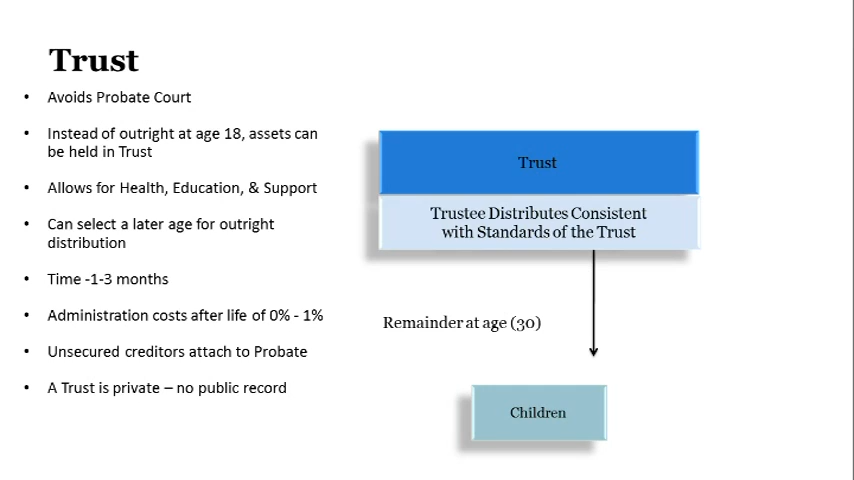 Trust
• Avoids Probate Court
• Instead of outright at age 18, assets can
be held in Trust
• Allows for Health, Education, & Support
• Can select a later age for outright
distribution
• Time -1-3 months
• Administration costs after life of 0% - 1%
• Unsecured creditors attach to Probate
• A Trust is private – no public record
Trust
Trustee Distributes Consistent
with Standards of the Trust
Remainder at age (30)
Children